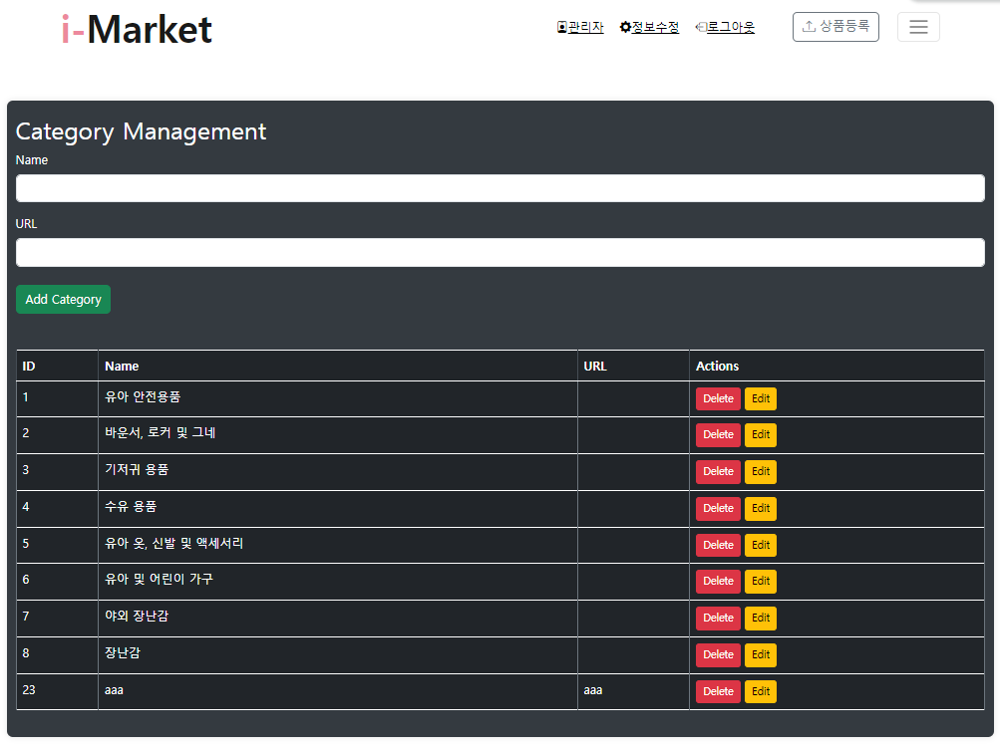 i-Market 관리자 정보수정 로그아웃 상품등록
Category Management
Name
URL
Add Category
ID Name URL Actions
1 유아 안전용품 Delete Edit
2 바운서, 로커 및 그네 Delete Edit
3 기저귀 용품 Delete Edit
4 수유 용품 Delete Edit
5 유아 옷, 신발 및 액세서리 Delete Edit
6 유아 및 어린이 가구 Delete Edit
7 야외 장난감 Delete Edit
8 장난감 Delete Edit
23 aaa aaa Delete Edit